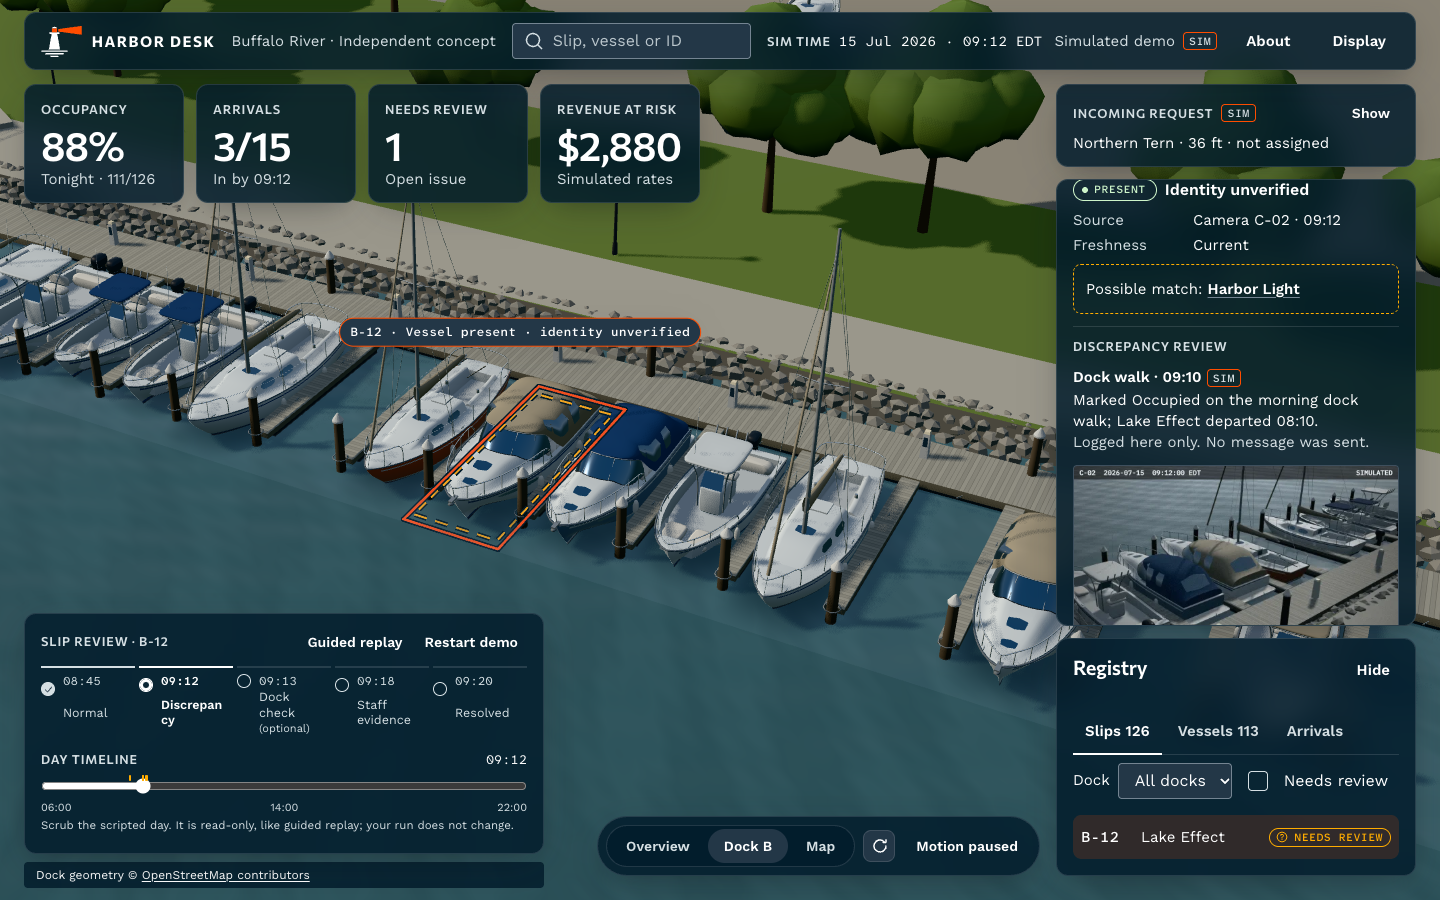 HARBOR DESK
Buffalo River · Independent concept
Slip, vessel or ID
SIM TIME 15 Jul 2026 · 09:12 EDT
Simulated demo SIM
About
Display
OCCUPANCY
88%
Tonight · 111/126
ARRIVALS
3/15
In by 09:12
NEEDS REVIEW
1
Open issue
REVENUE AT RISK
$2,880
Simulated rates
INCOMING REQUEST SIM
Show
Northern Tern · 36 ft · not assigned
PRESENT Identity unverified
Source Camera C-02 · 09:12
Freshness Current
Possible match: Harbor Light
DISCREPANCY REVIEW
Dock walk · 09:10 SIM
Marked Occupied on the morning dock
walk; Lake Effect departed 08:10.
Logged here only. No message was sent.
C-02 2026-07-15 09:12:00 EDT
SIMULATED
B-12 · Vessel present · identity unverified
SLIP REVIEW · B-12
Guided replay
Restart demo
08:45
Normal
09:12
Discrepan
cy
09:13
Dock
check
(optional)
09:18
Staff
evidence
09:20
Resolved
DAY TIMELINE
09:12
06:00
14:00
22:00
Scrub the scripted day. It is read-only, like guided replay; your run does not change.
Dock geometry © OpenStreetMap contributors
Overview
Dock B
Map
Motion paused
Registry
Hide
Slips 126
Vessels 113
Arrivals
Dock
All docks
Needs review
B-12 Lake Effect
NEEDS REVIEW